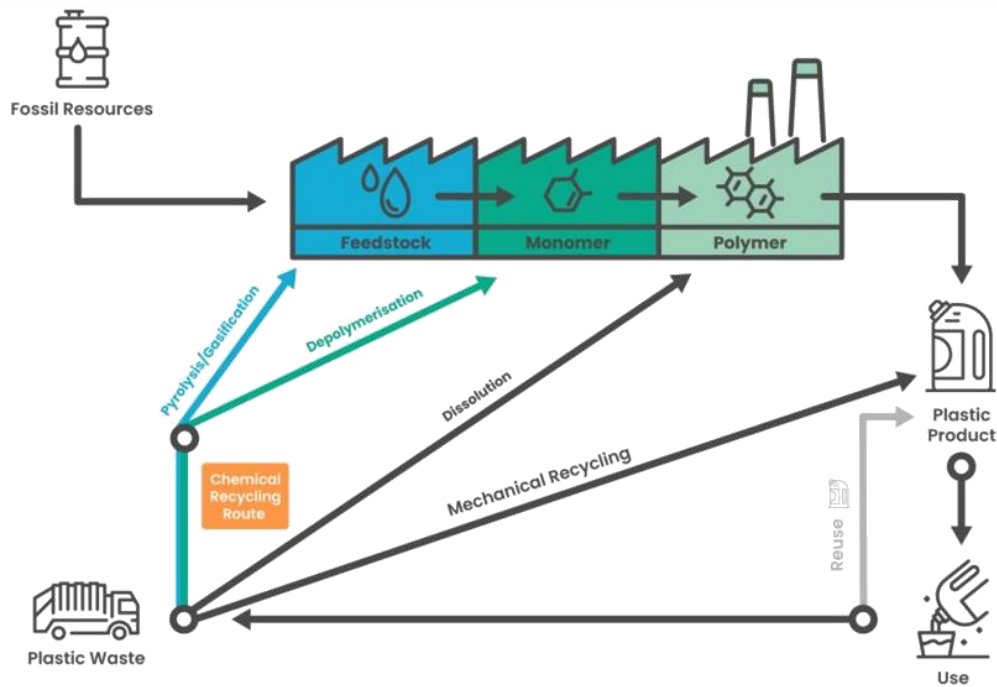 Fossil Resources
Feedstock
Monomer
Polymer
Pyrolysis/Gasification
Depolymerisation
Dissolution
Mechanical Recycling
Plastic
Product
Chemical
Recycling
Route
Reuse
Plastic Waste
Use